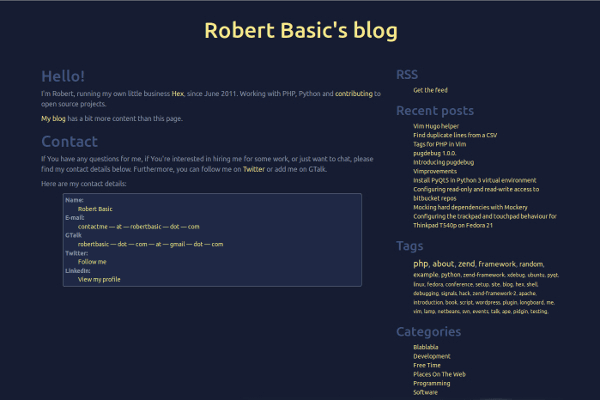 Robert Basic's blog
Hello!
I'm Robert, running my own little business Hex, since June 2011. Working with PHP, Python and contributing to
open source projects.
My blog has a bit more content than this page.
Contact
If You have any questions for me, if You're interested in hiring me for some work, or just want to chat, please
find my contact details below. Furthermore, you can follow me on Twitter or add me on GTalk.
Here are my contact details:
Name:
Robert Basic
E-mail:
contactme — at — robertbasic — dot — com
GTalk
robertbasic — dot — com — at — gmail — dot — com
Twitter:
Follow me
LinkedIn:
View my profile
RSS
Get the feed
Recent posts
Vim Hugo helper
Find duplicate lines from a CSV
Tags for PHP in Vim
pugdebug 1.0.0.
Introducing pugdebug
Vimprovements
Install PyQt5 in Python 3 virtual environment
Configuring read-only and read-write access to
bitbucket repos
Mocking hard dependencies with Mockery
Configuring the trackpad and touchpad behaviour for
Thinkpad T540p on Fedora 21
Tags
php, about, zend, framework, random,
example, python, zend-framework, xdebug, ubuntu, pyqt,
linux, fedora, conference, setup, site, blog, hex, shell,
debugging, signals, hack, zend-framework-2, apache,
introduction, book, script, wordpress, plugin, longboard, me,
vim, lamp, netbeans, svn, events, talk, ape, pidgin, testing,
Categories
Blablabla
Development
Free Time
Places On The Web
Programming
Software